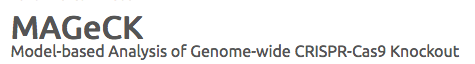 MAGeCK
Model-based Analysis of Genome-wide CRISPR-Cas9 Knockout